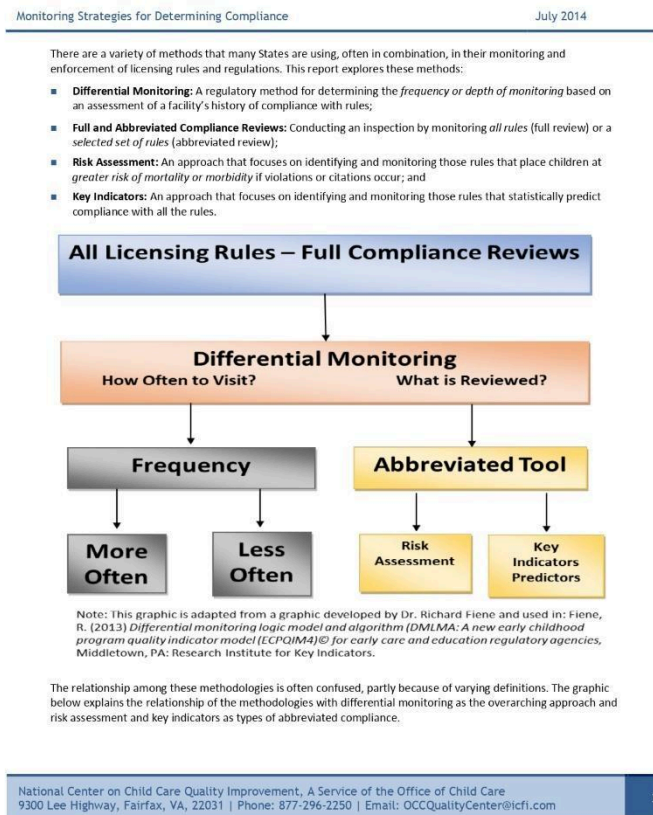 Monitoring Strategies for Determining Compliance July 2014
There are a variety of methods that many States are using, often in combination, in their monitoring and
enforcement of licensing rules and regulations. This report explores these methods:
■ Differential Monitoring: A regulatory method for determining the frequency or depth of monitoring based on
an assessment of a facility's history of compliance with rules;
■ Full and Abbreviated Compliance Reviews: Conducting an inspection by monitoring all rules (full review) or a
selected set of rules (abbreviated review);
■ Risk Assessment: An approach that focuses on identifying and monitoring those rules that place children at
greater risk of mortality or morbidity if violations or citations occur; and
■ Key Indicators: An approach that focuses on identifying and monitoring those rules that statistically predict
compliance with all the rules.
All Licensing Rules – Full Compliance Reviews
Differential Monitoring
How Often to Visit? What is Reviewed?
Frequency
Abbreviated Tool
More
Often
Less
Often
Risk
Assessment
Key
Indicators
Predictors
Note: This graphic is adapted from a graphic developed by Dr. Richard Fiene and used in: Fiene,
R. (2013) Differential monitoring logic model and algorithm (DMLMA: A new early childhood
program quality indicator model (ECPQIM4)© for early care and education regulatory agencies,
Middletown, PA: Research Institute for Key Indicators.
The relationship among these methodologies is often confused, partly because of varying definitions. The graphic
below explains the relationship of the methodologies with differential monitoring as the overarching approach and
risk assessment and key indicators as types of abbreviated compliance.
National Center on Child Care Quality Improvement, A Service of the Office of Child Care
9300 Lee Highway, Fairfax, VA, 22031 | Phone: 877-296-2250 | Email: OCCQualityCenter@icfi.com